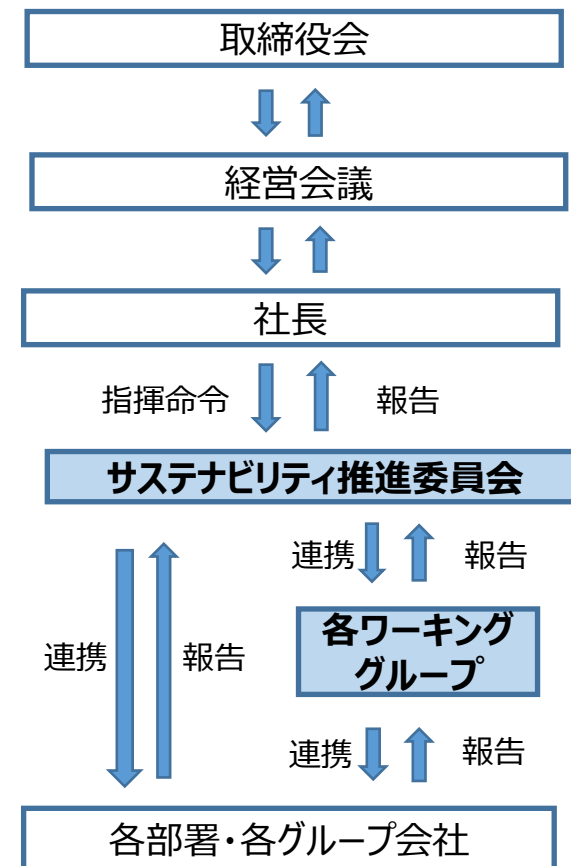 取締役会
経営会議
社長
指揮命令
報告
サステナビリティ推進委員会
連携
報告
各ワーキング
グループ
連携
報告
連携
報告
各部署・各グループ会社